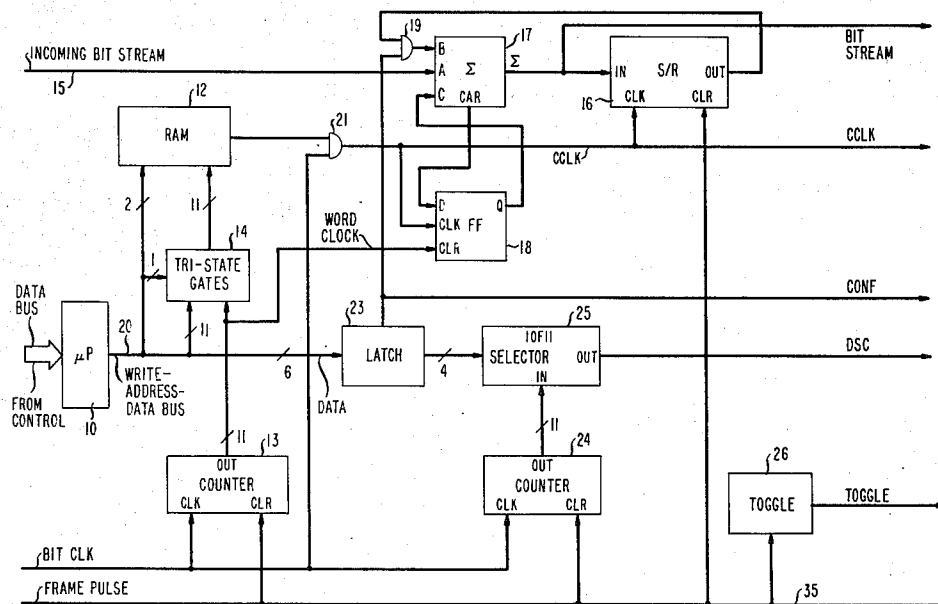 19
B
A
C
Σ
CAR
17
Σ
IN
S/R
OUT
16
CLK
CLR
BIT
STREAM
INCOMING BIT STREAM
15
12
RAM
21
CCLK
CCLK
2
11
D
Q
CLK FF
CLR
18
WORD
CLOCK
14
TRI-STATE
GATES
1
11
DATA
BUS
μP
20
FROM
CONTROL
10
WRITE-
ADDRESS-
DATA BUS
6
DATA
23
LATCH
4
25
1OF11
SELECTOR
OUT
IN
CONF
DSC
11
13
OUT
COUNTER
CLK
CLR
11
24
OUT
COUNTER
CLK
CLR
26
TOGGLE
TOGGLE
BIT CLK
FRAME PULSE
35